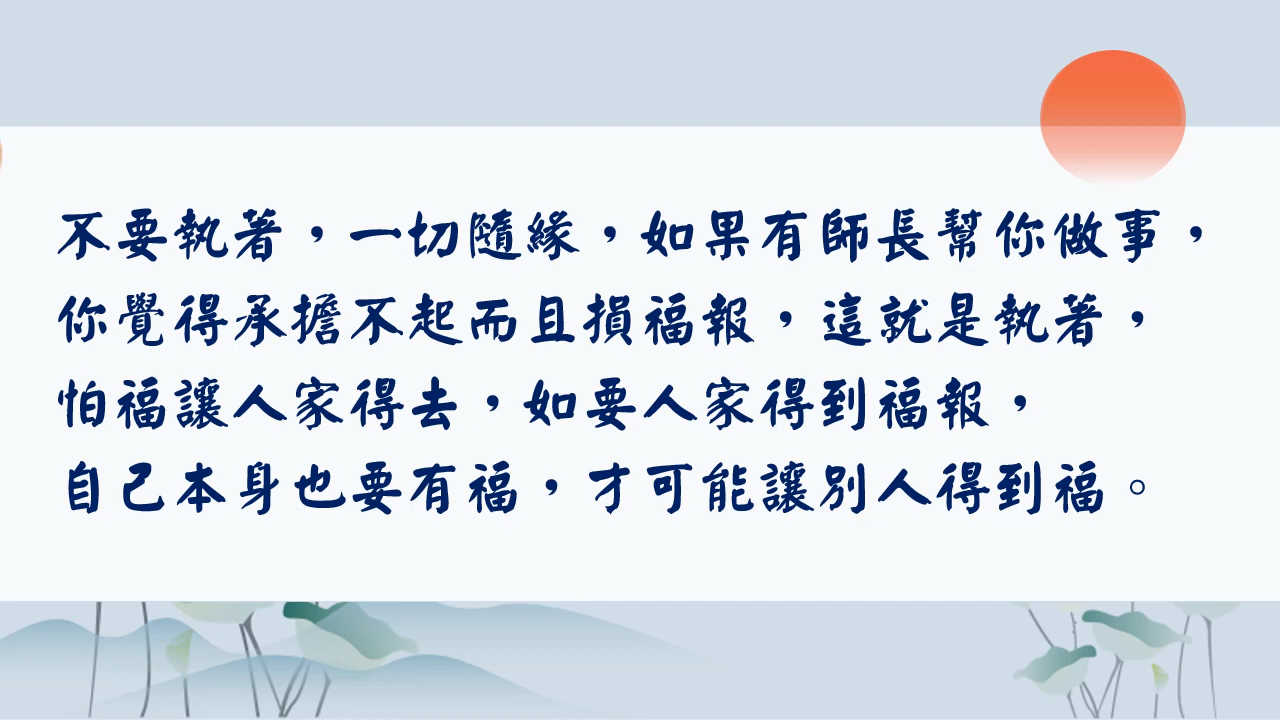 不要執著，一切隨緣，如果有師長幫你做事，
你覺得承擔不起而且損福報，這就是執著，
怕福讓人家得去，如要人家得到福報，
自己本身也要有福，才可能讓別人得到福。